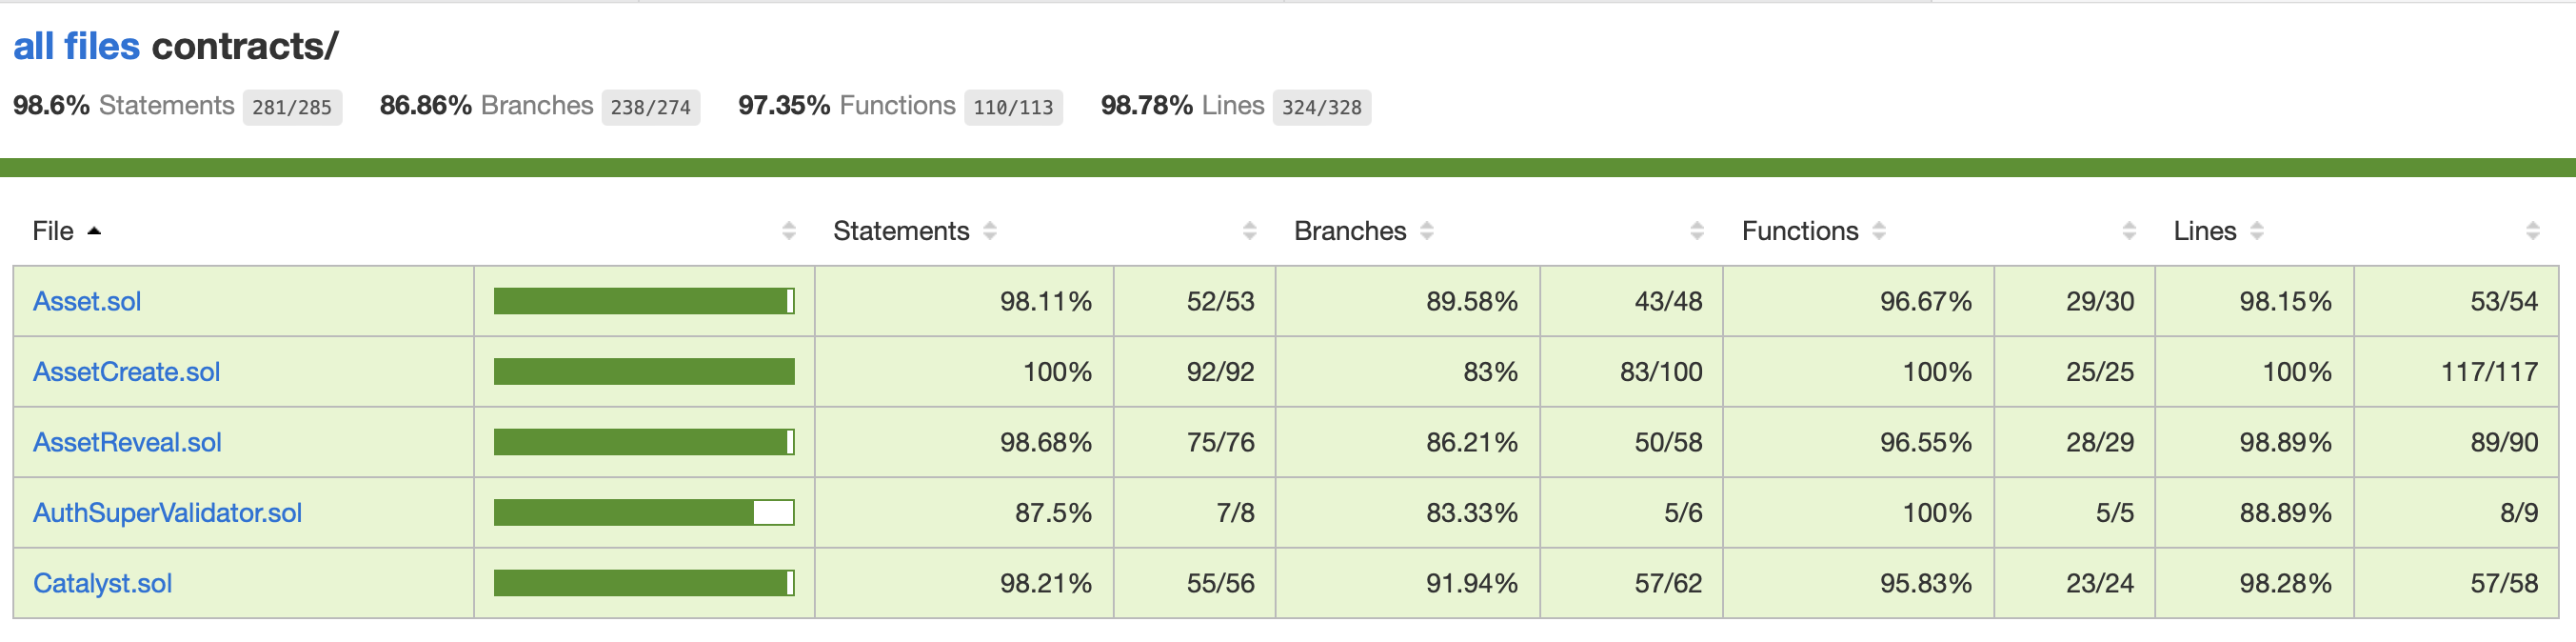 all files contracts/
98.6% Statements 281/285 86.86% Branches 238/274 97.35% Functions 110/113 98.78% Lines 324/328
File Statements Branches Functions Lines
Asset.sol 98.11% 52/53 89.58% 43/48 96.67% 29/30 98.15% 53/54
AssetCreate.sol 100% 92/92 83% 83/100 100% 25/25 100% 117/117
AssetReveal.sol 98.68% 75/76 86.21% 50/58 96.55% 28/29 98.89% 89/90
AuthSuperValidator.sol 87.5% 7/8 83.33% 5/6 100% 5/5 88.89% 8/9
Catalyst.sol 98.21% 55/56 91.94% 57/62 95.83% 23/24 98.28% 57/58